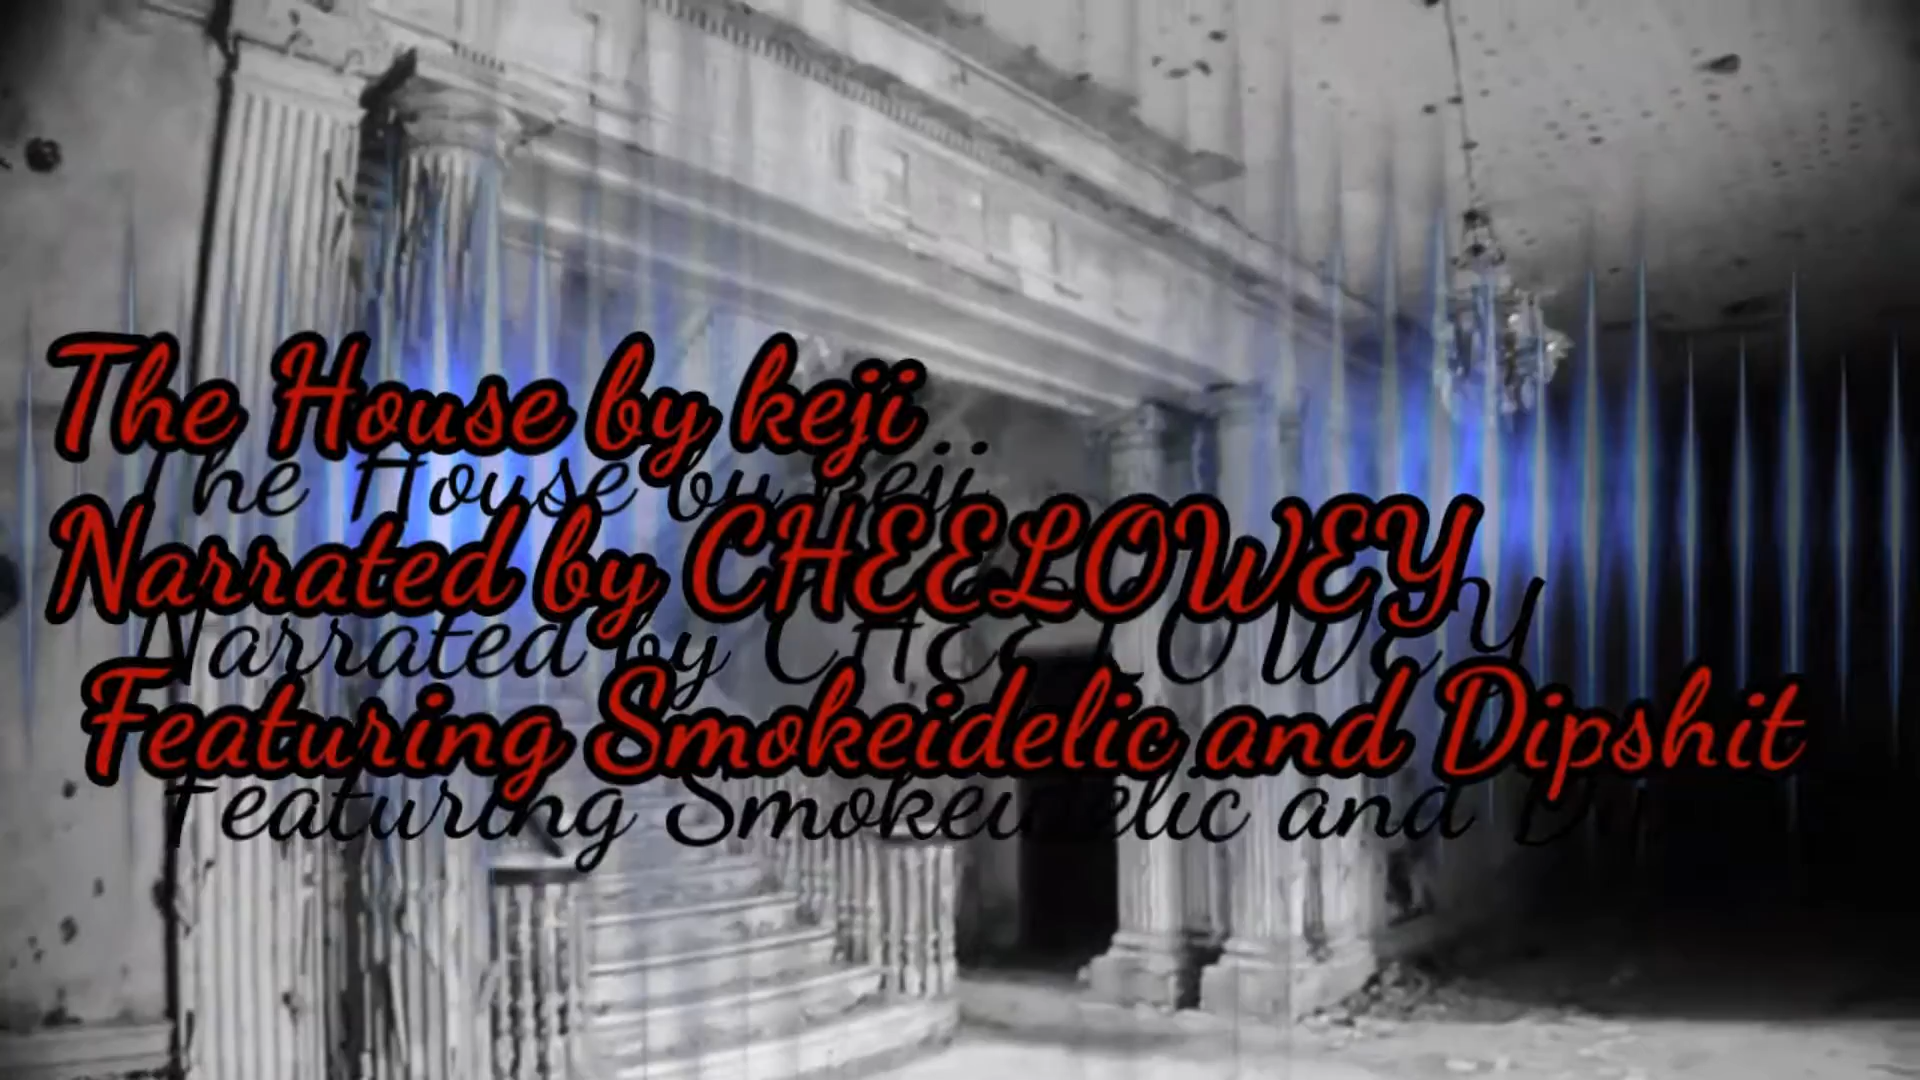 The House by keji
Narrated by CHEELOWEY
Featuring Smokeidelic and Dipshit